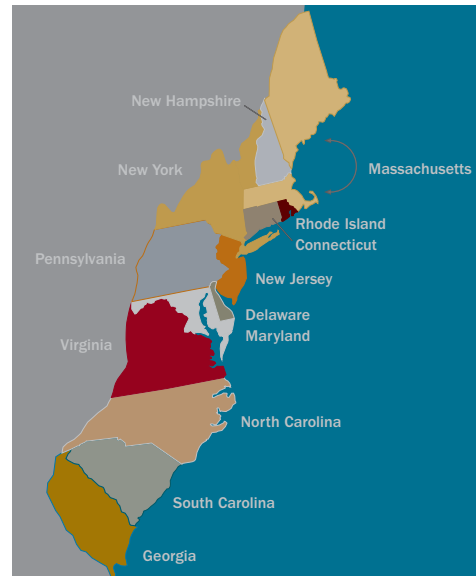 New Hampshire
New York
Massachusetts
Rhode Island
Connecticut
Pennsylvania
New Jersey
Delaware
Maryland
Virginia
North Carolina
South Carolina
Georgia